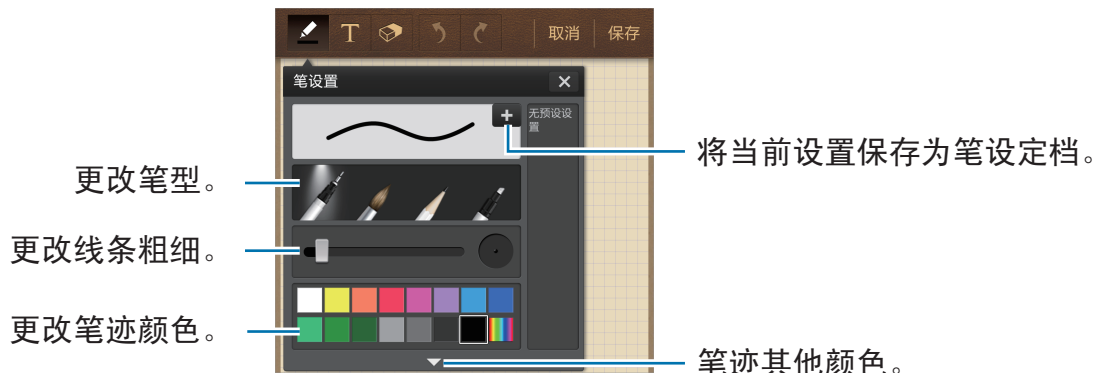 T
取消
保存
笔设置
无预设设
置
将当前设置保存为笔设定档。
更改笔型。
更改线条粗细。
更改笔迹颜色。
笔迹其他颜色。